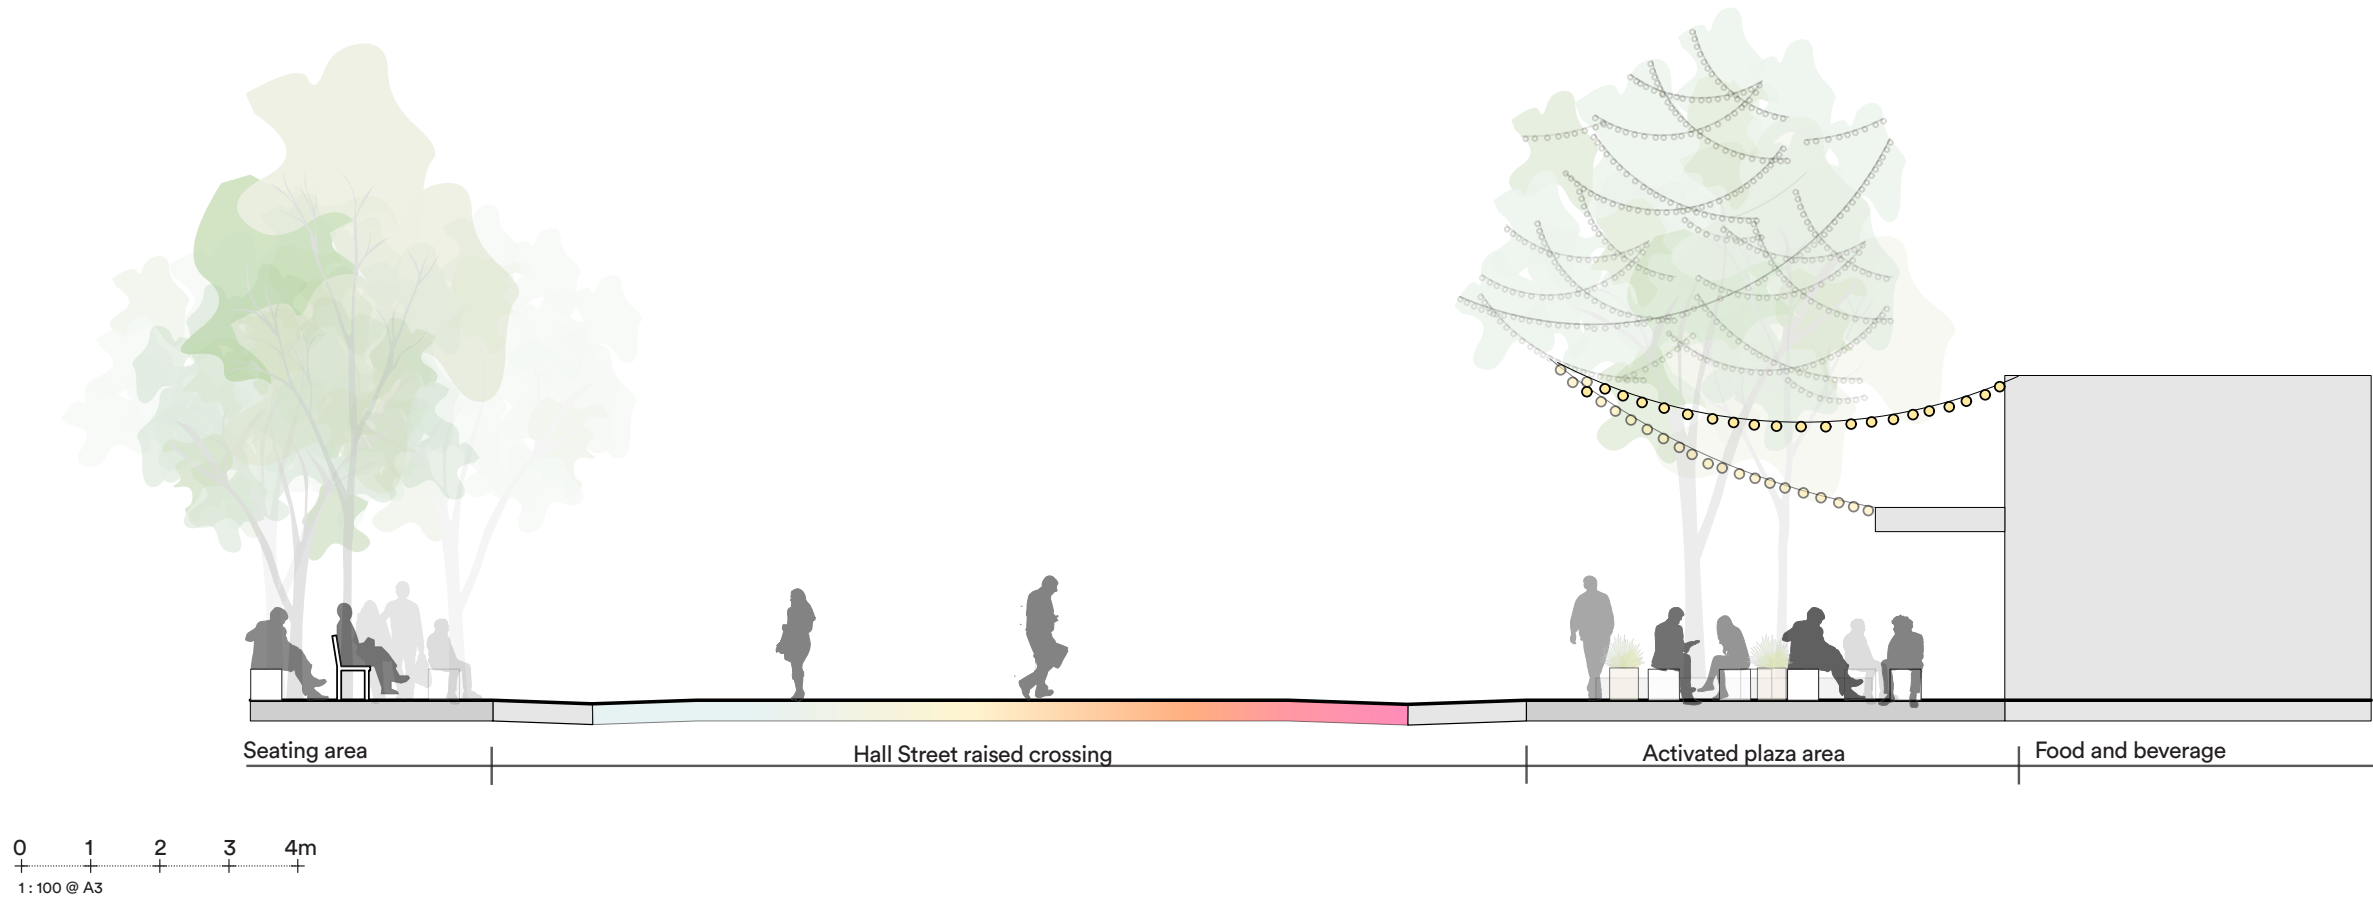 Seating area
Hall Street raised crossing
Activated plaza area
Food and beverage
0 1 2 3 4m
1 : 100 @ A3